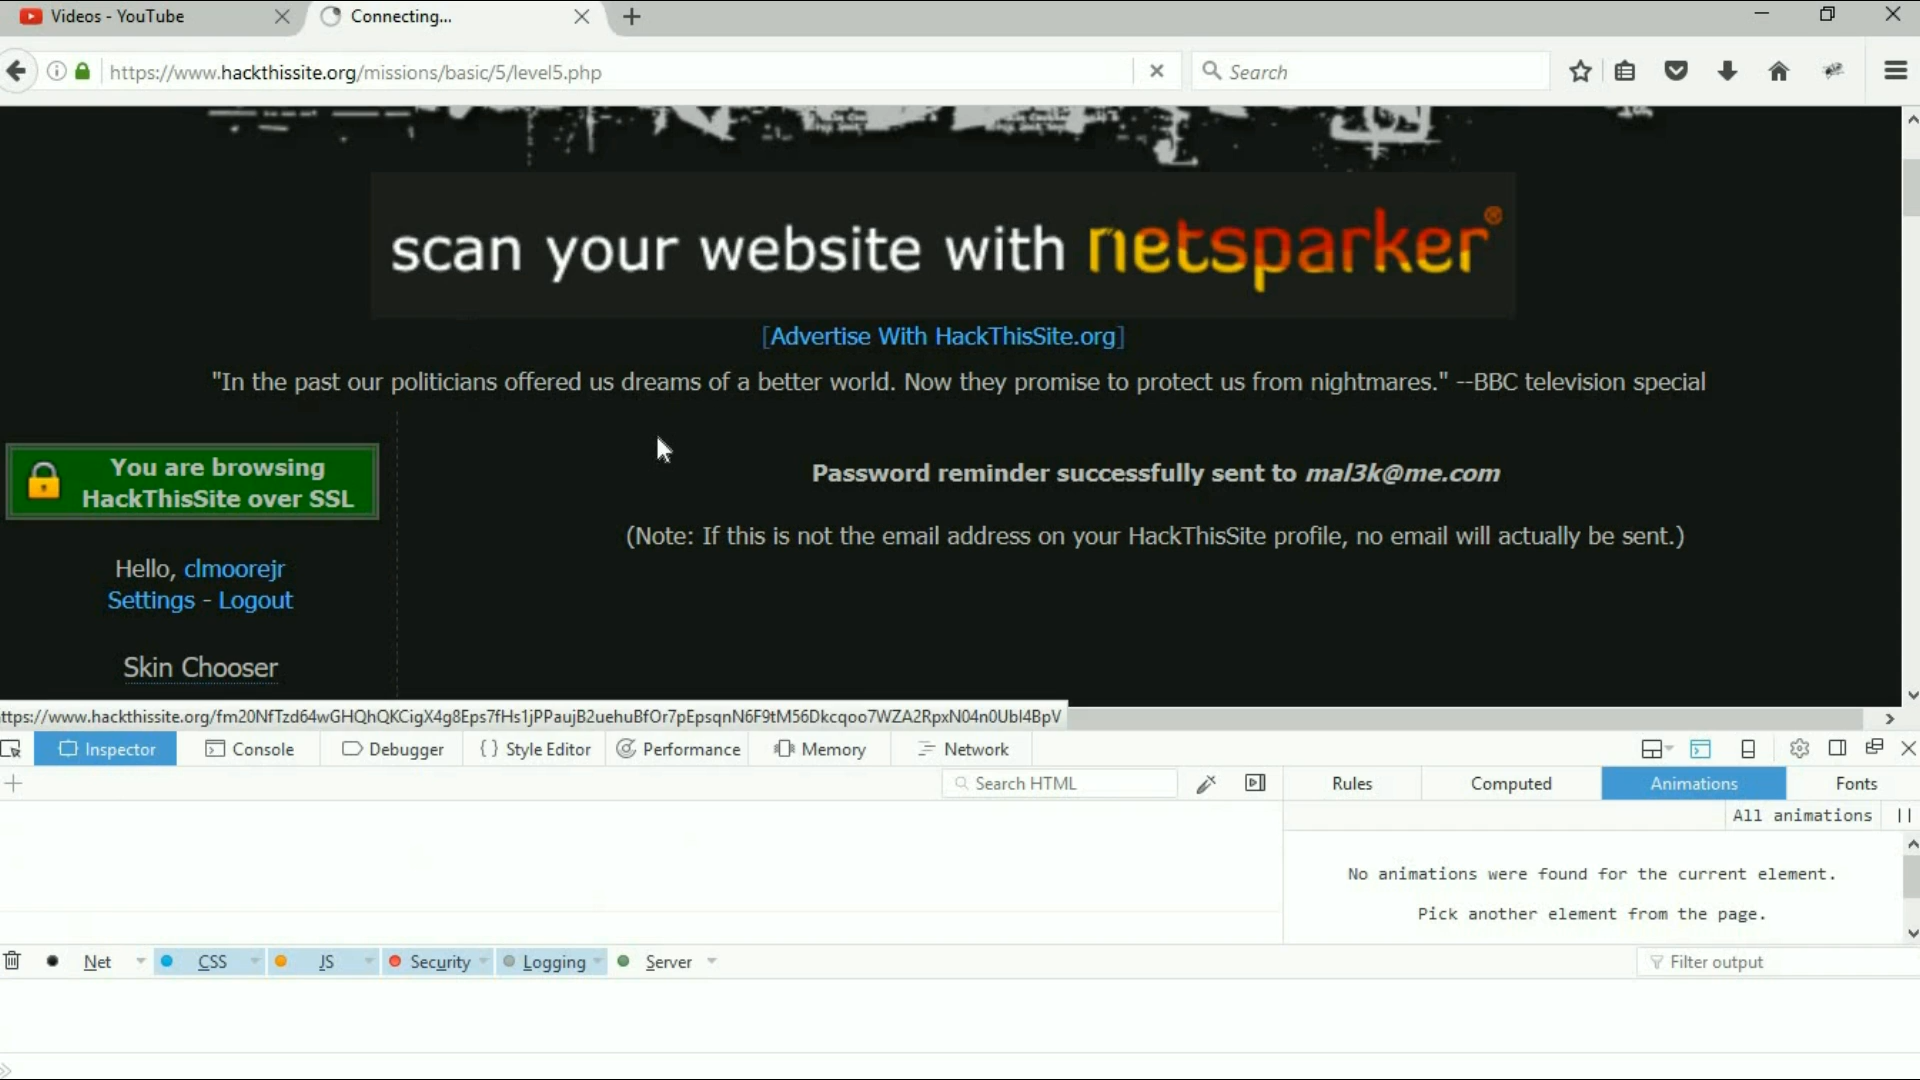 Videos - YouTube
Connecting...
https://www.hackthissite.org/missions/basic/5/level5.php
Search
scan your website with netsparker®
[Advertise With HackThisSite.org]
"In the past our politicians offered us dreams of a better world. Now they promise to protect us from nightmares." --BBC television special
You are browsing
HackThisSite over SSL
Password reminder successfully sent to mal3k@me.com
(Note: If this is not the email address on your HackThisSite profile, no email will actually be sent.)
Hello, clmoorejr
Settings - Logout
Skin Chooser
ttps://www.hackthissite.org/fm20NfTzd64wGHQhQKCigX4g8Eps7fHs1jPPaujB2uehuBfOr7pEpsqnN6F9tM56Dkcqoo7WZA2RpxN04n0Ubl4BpV
Inspector
Console
Debugger
{ } Style Editor
Performance
Memory
Network
Search HTML
Rules
Computed
Animations
Fonts
All animations
No animations were found for the current element.
Pick another element from the page.
Net
CSS
JS
Security
Logging
Server
Filter output